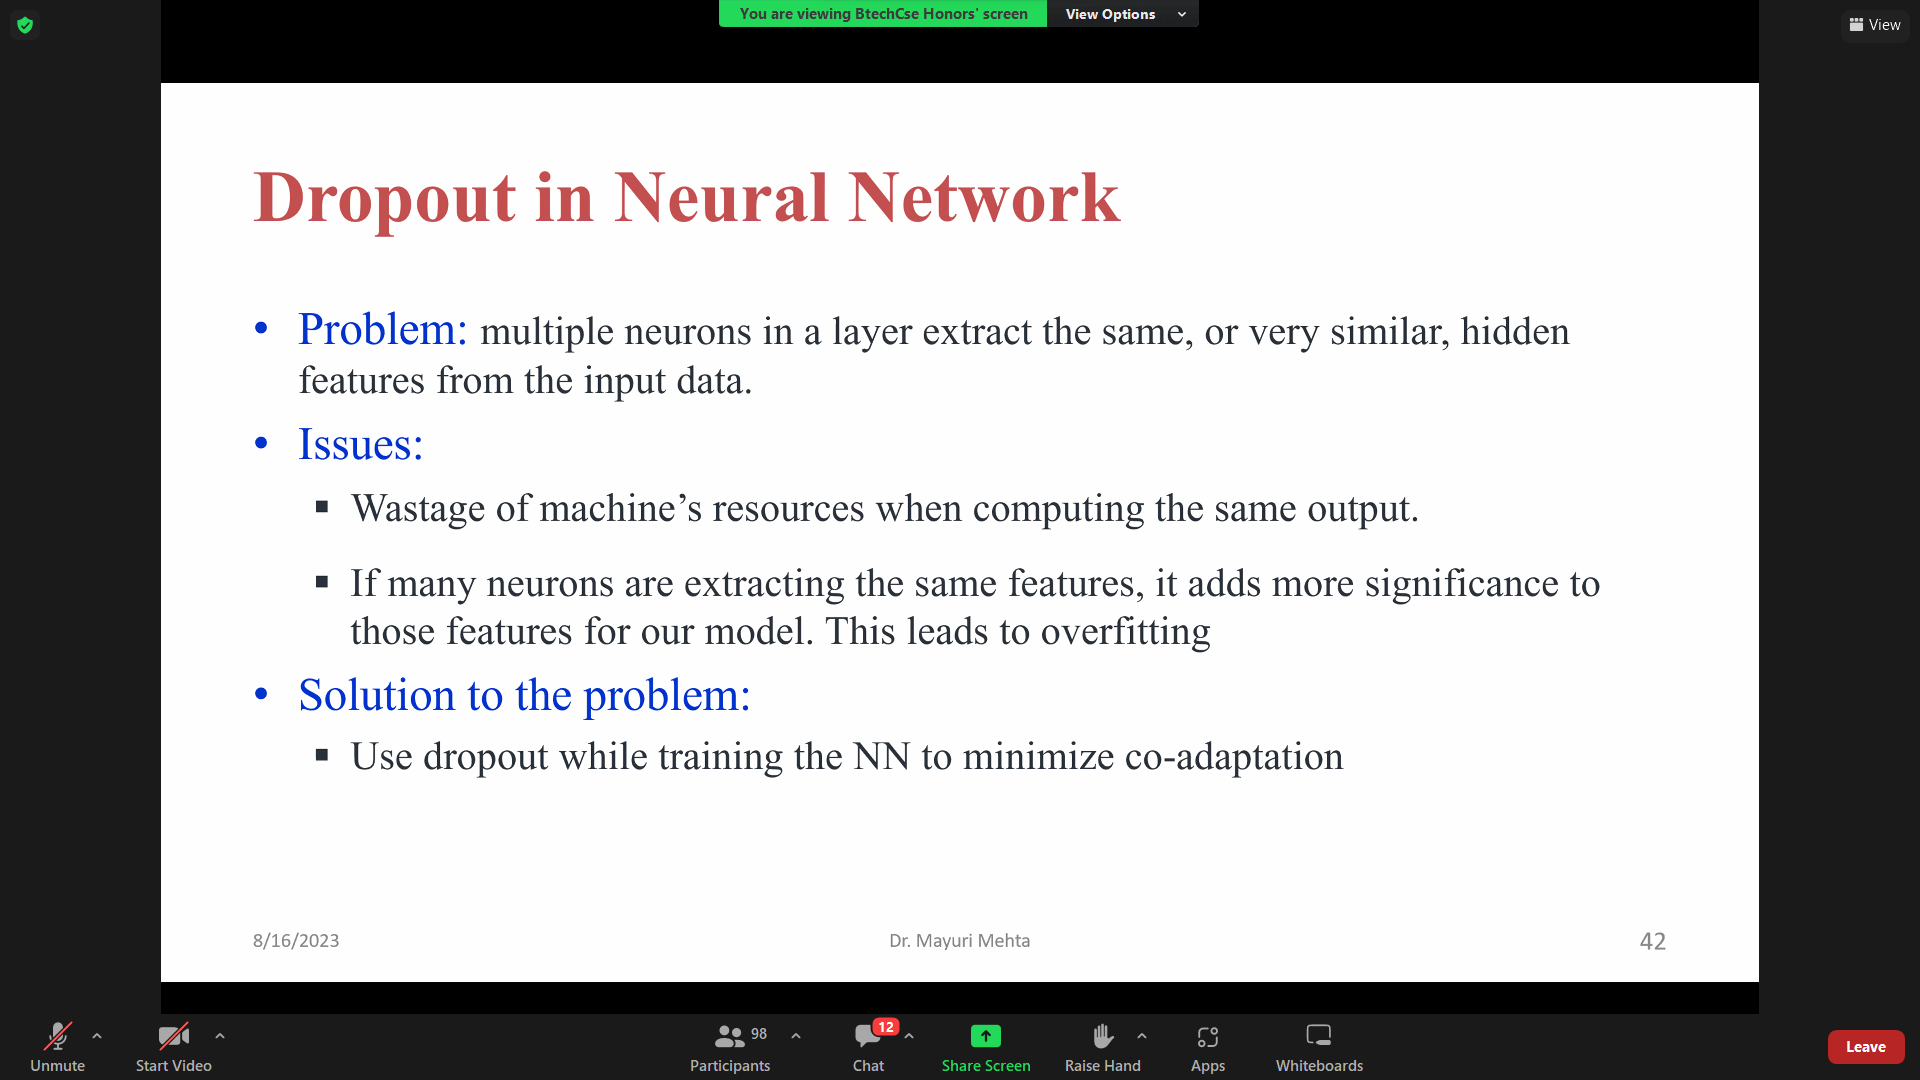 You are viewing BtechCse Honors' screen
View Options
View
Dropout in Neural Network
• Problem: multiple neurons in a layer extract the same, or very similar, hidden
features from the input data.
• Issues:
▪ Wastage of machine’s resources when computing the same output.
▪ If many neurons are extracting the same features, it adds more significance to
those features for our model. This leads to overfitting
• Solution to the problem:
▪ Use dropout while training the NN to minimize co-adaptation
8/16/2023
Dr. Mayuri Mehta
42
98
12
Unmute
Start Video
Participants
Chat
Share Screen
Raise Hand
Apps
Whiteboards
Leave